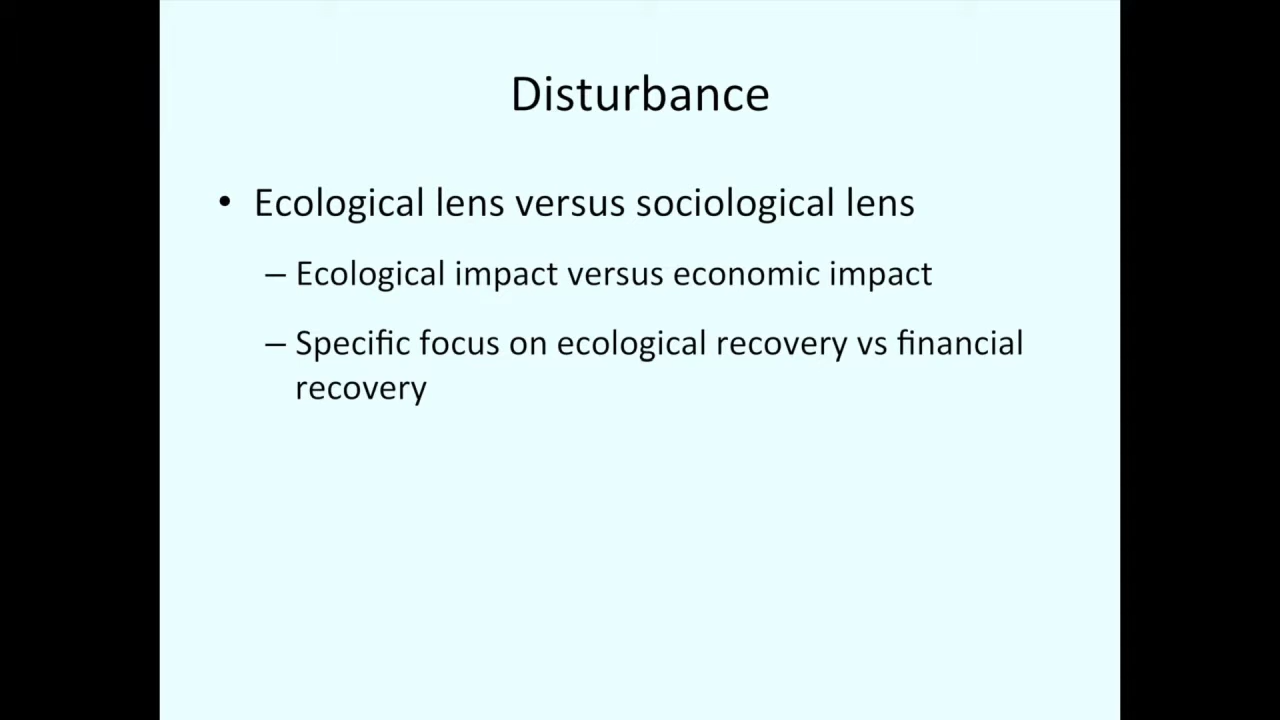 Disturbance
• Ecological lens versus sociological lens
– Ecological impact versus economic impact
– Specific focus on ecological recovery vs financial
recovery